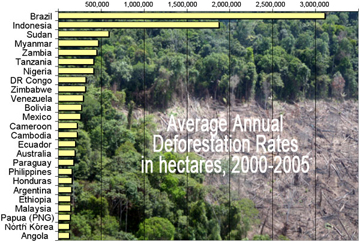 500,000 1,000,000 1,500,000 2,000,000 2,500,000 3,000,000
Brazil
Indonesia
Sudan
Myanmar
Zambia
Tanzania
Nigeria
DR Congo
Zimbabwe
Venezuela
Bolivia
Mexico
Cameroon
Cambodia
Ecuador
Australia
Paraguay
Philippines
Honduras
Argentina
Ethiopia
Malaysia
Papua (PNG)
North Korea
Angola
Average Annual
Deforestation Rates
in hectares, 2000-2005